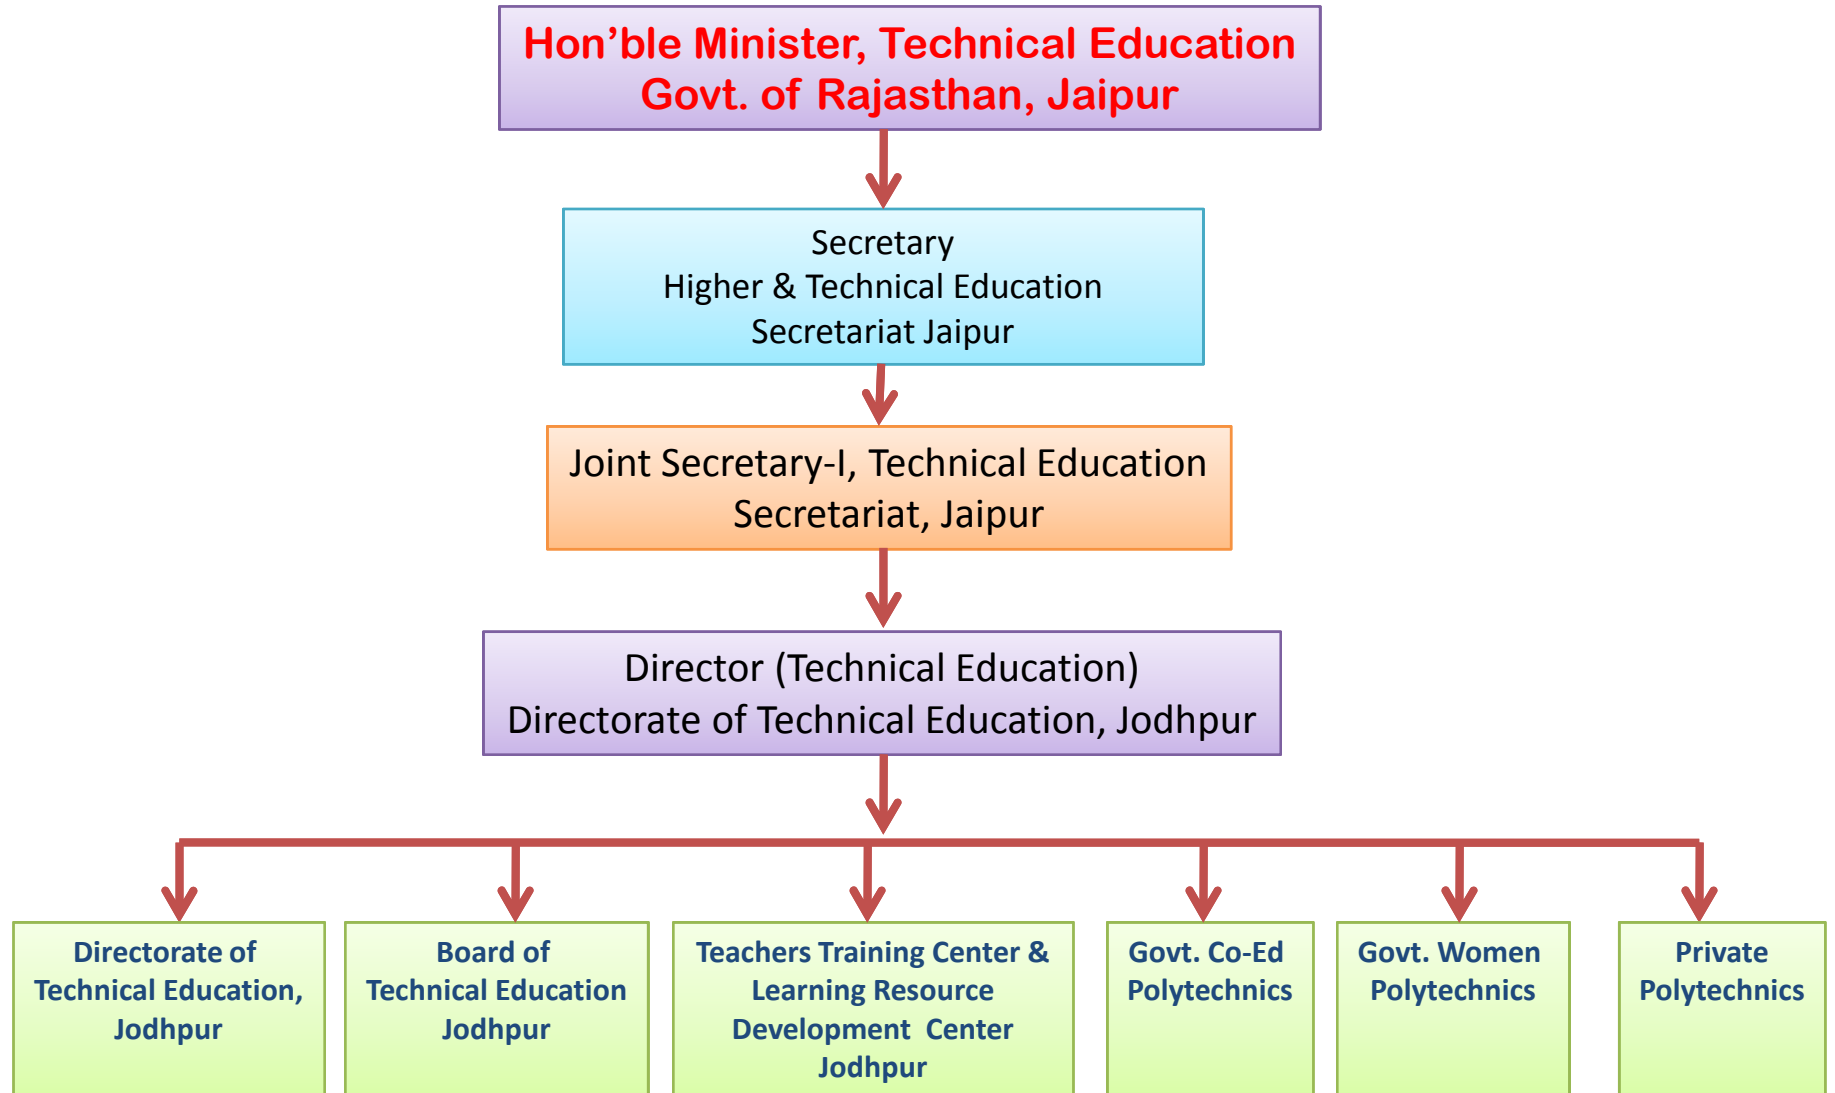 Hon’ble Minister, Technical Education
Govt. of Rajasthan, Jaipur
Secretary
Higher & Technical Education
Secretariat Jaipur
Joint Secretary-I, Technical Education
Secretariat, Jaipur
Director (Technical Education)
Directorate of Technical Education, Jodhpur
Directorate of
Technical Education,
Jodhpur
Board of
Technical Education
Jodhpur
Teachers Training Center &
Learning Resource
Development Center
Jodhpur
Govt. Co-Ed
Polytechnics
Govt. Women
Polytechnics
Private
Polytechnics